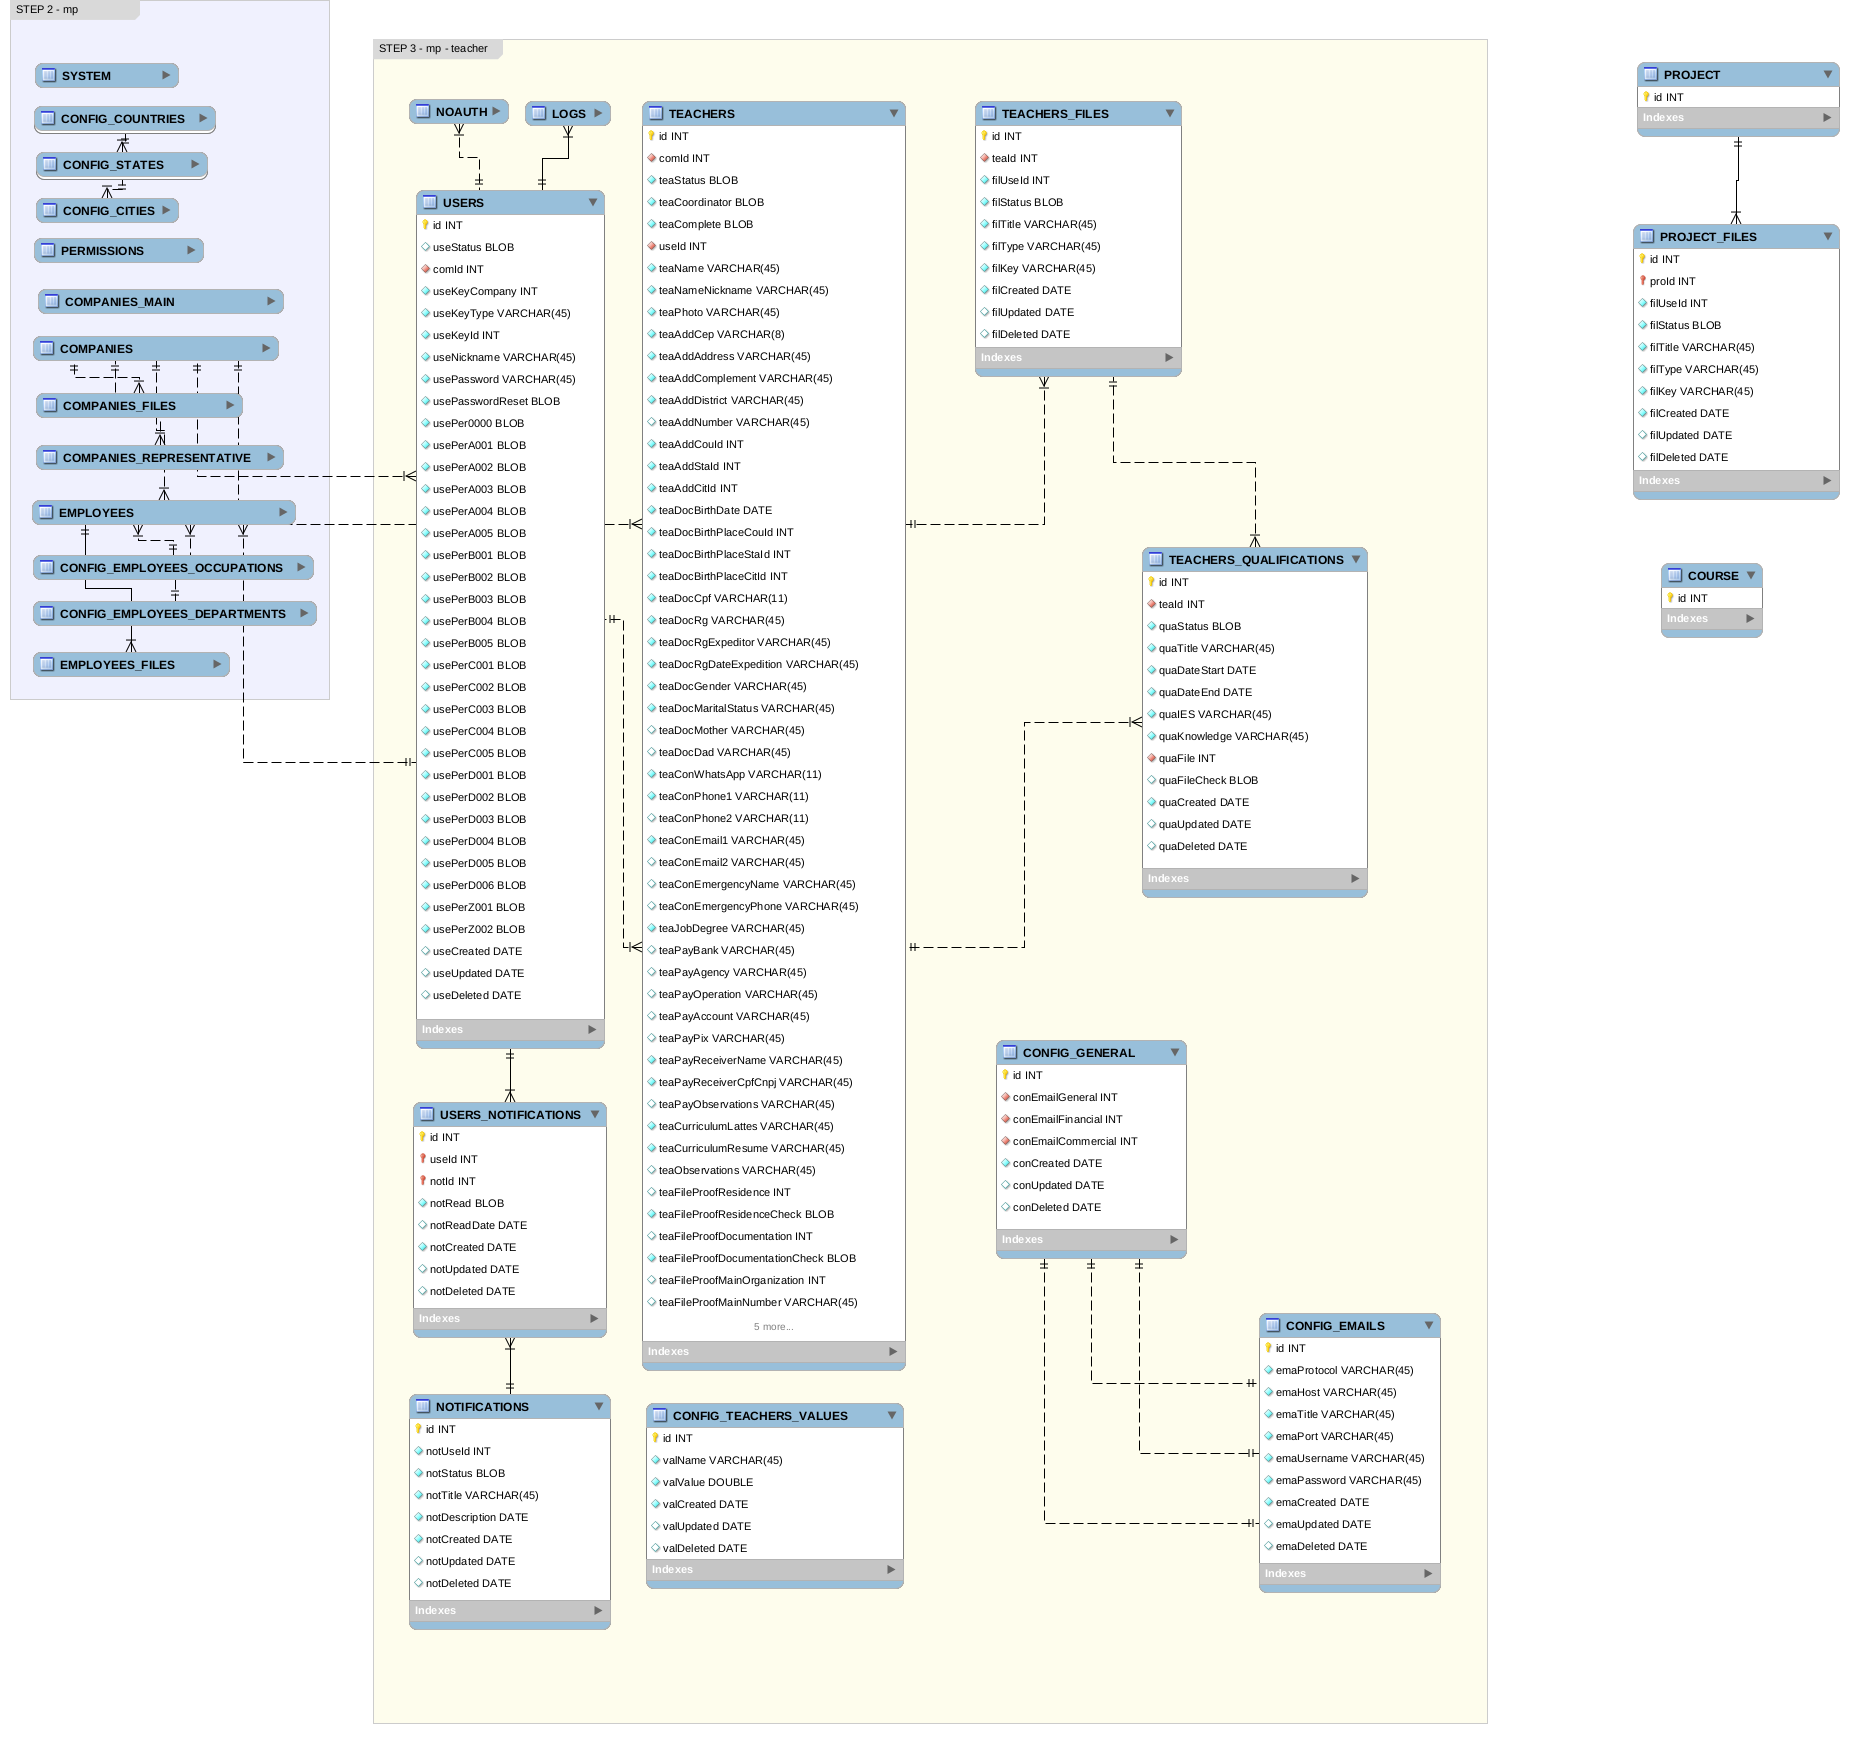 STEP 2 - mp
SYSTEM
CONFIG_COUNTRIES
CONFIG_STATES
CONFIG_CITIES
PERMISSIONS
COMPANIES_MAIN
COMPANIES
COMPANIES_FILES
COMPANIES_REPRESENTATIVE
EMPLOYEES
CONFIG_EMPLOYEES_OCCUPATIONS
CONFIG_EMPLOYEES_DEPARTMENTS
EMPLOYEES_FILES
STEP 3 - mp - teacher
NOAUTH
LOGS
USERS
id INT
useStatus BLOB
comId INT
useKeyCompany INT
useKeyType VARCHAR(45)
useKeyId INT
useNickname VARCHAR(45)
usePassword VARCHAR(45)
usePasswordReset BLOB
usePer0000 BLOB
usePerA001 BLOB
usePerA002 BLOB
usePerA003 BLOB
usePerA004 BLOB
usePerA005 BLOB
usePerB001 BLOB
usePerB002 BLOB
usePerB003 BLOB
usePerB004 BLOB
usePerB005 BLOB
usePerC001 BLOB
usePerC002 BLOB
usePerC003 BLOB
usePerC004 BLOB
usePerC005 BLOB
usePerD001 BLOB
usePerD002 BLOB
usePerD003 BLOB
usePerD004 BLOB
usePerD005 BLOB
usePerD006 BLOB
usePerZ001 BLOB
usePerZ002 BLOB
useCreated DATE
useUpdated DATE
useDeleted DATE
Indexes
USERS_NOTIFICATIONS
id INT
useId INT
notId INT
notRead BLOB
notReadDate DATE
notCreated DATE
notUpdated DATE
notDeleted DATE
Indexes
NOTIFICATIONS
id INT
notUseId INT
notStatus BLOB
notTitle VARCHAR(45)
notDescription DATE
notCreated DATE
notUpdated DATE
notDeleted DATE
Indexes
TEACHERS
id INT
comId INT
teaStatus BLOB
teaCoordinator BLOB
teaComplete BLOB
useId INT
teaName VARCHAR(45)
teaNameNickname VARCHAR(45)
teaPhoto VARCHAR(45)
teaAddCep VARCHAR(8)
teaAddAddress VARCHAR(45)
teaAddComplement VARCHAR(45)
teaAddDistrict VARCHAR(45)
teaAddNumber VARCHAR(45)
teaAddCouId INT
teaAddStaId INT
teaAddCitId INT
teaDocBirthDate DATE
teaDocBirthPlaceCouId INT
teaDocBirthPlaceStaId INT
teaDocBirthPlaceCitId INT
teaDocCpf VARCHAR(11)
teaDocRg VARCHAR(45)
teaDocRgExpeditor VARCHAR(45)
teaDocRgDateExpedition VARCHAR(45)
teaDocGender VARCHAR(45)
teaDocMaritalStatus VARCHAR(45)
teaDocMother VARCHAR(45)
teaDocDad VARCHAR(45)
teaConWhatsApp VARCHAR(11)
teaConPhone1 VARCHAR(11)
teaConPhone2 VARCHAR(11)
teaConEmail1 VARCHAR(45)
teaConEmail2 VARCHAR(45)
teaConEmergencyName VARCHAR(45)
teaConEmergencyPhone VARCHAR(45)
teaJobDegree VARCHAR(45)
teaPayBank VARCHAR(45)
teaPayAgency VARCHAR(45)
teaPayOperation VARCHAR(45)
teaPayAccount VARCHAR(45)
teaPayPix VARCHAR(45)
teaPayReceiverName VARCHAR(45)
teaPayReceiverCpfCnpj VARCHAR(45)
teaPayObservations VARCHAR(45)
teaCurriculumLattes VARCHAR(45)
teaCurriculumResume VARCHAR(45)
teaObservations VARCHAR(45)
teaFileProofResidence INT
teaFileProofResidenceCheck BLOB
teaFileProofDocumentation INT
teaFileProofDocumentationCheck BLOB
teaFileProofMainOrganization INT
teaFileProofMainNumber VARCHAR(45)
5 more...
Indexes
CONFIG_TEACHERS_VALUES
id INT
valName VARCHAR(45)
valValue DOUBLE
valCreated DATE
valUpdated DATE
valDeleted DATE
Indexes
TEACHERS_FILES
id INT
teaId INT
filUseId INT
filStatus BLOB
filTitle VARCHAR(45)
filType VARCHAR(45)
filKey VARCHAR(45)
filCreated DATE
filUpdated DATE
filDeleted DATE
Indexes
TEACHERS_QUALIFICATIONS
id INT
teaId INT
quaStatus BLOB
quaTitle VARCHAR(45)
quaDateStart DATE
quaDateEnd DATE
quaIES VARCHAR(45)
quaKnowledge VARCHAR(45)
quaFile INT
quaFileCheck BLOB
quaCreated DATE
quaUpdated DATE
quaDeleted DATE
Indexes
CONFIG_GENERAL
id INT
conEmailGeneral INT
conEmailFinancial INT
conEmailCommercial INT
conCreated DATE
conUpdated DATE
conDeleted DATE
Indexes
CONFIG_EMAILS
id INT
emaProtocol VARCHAR(45)
emaHost VARCHAR(45)
emaTitle VARCHAR(45)
emaPort VARCHAR(45)
emaUsername VARCHAR(45)
emaPassword VARCHAR(45)
emaCreated DATE
emaUpdated DATE
emaDeleted DATE
Indexes
PROJECT
id INT
Indexes
PROJECT_FILES
id INT
proId INT
filUseId INT
filStatus BLOB
filTitle VARCHAR(45)
filType VARCHAR(45)
filKey VARCHAR(45)
filCreated DATE
filUpdated DATE
filDeleted DATE
Indexes
COURSE
id INT
Indexes